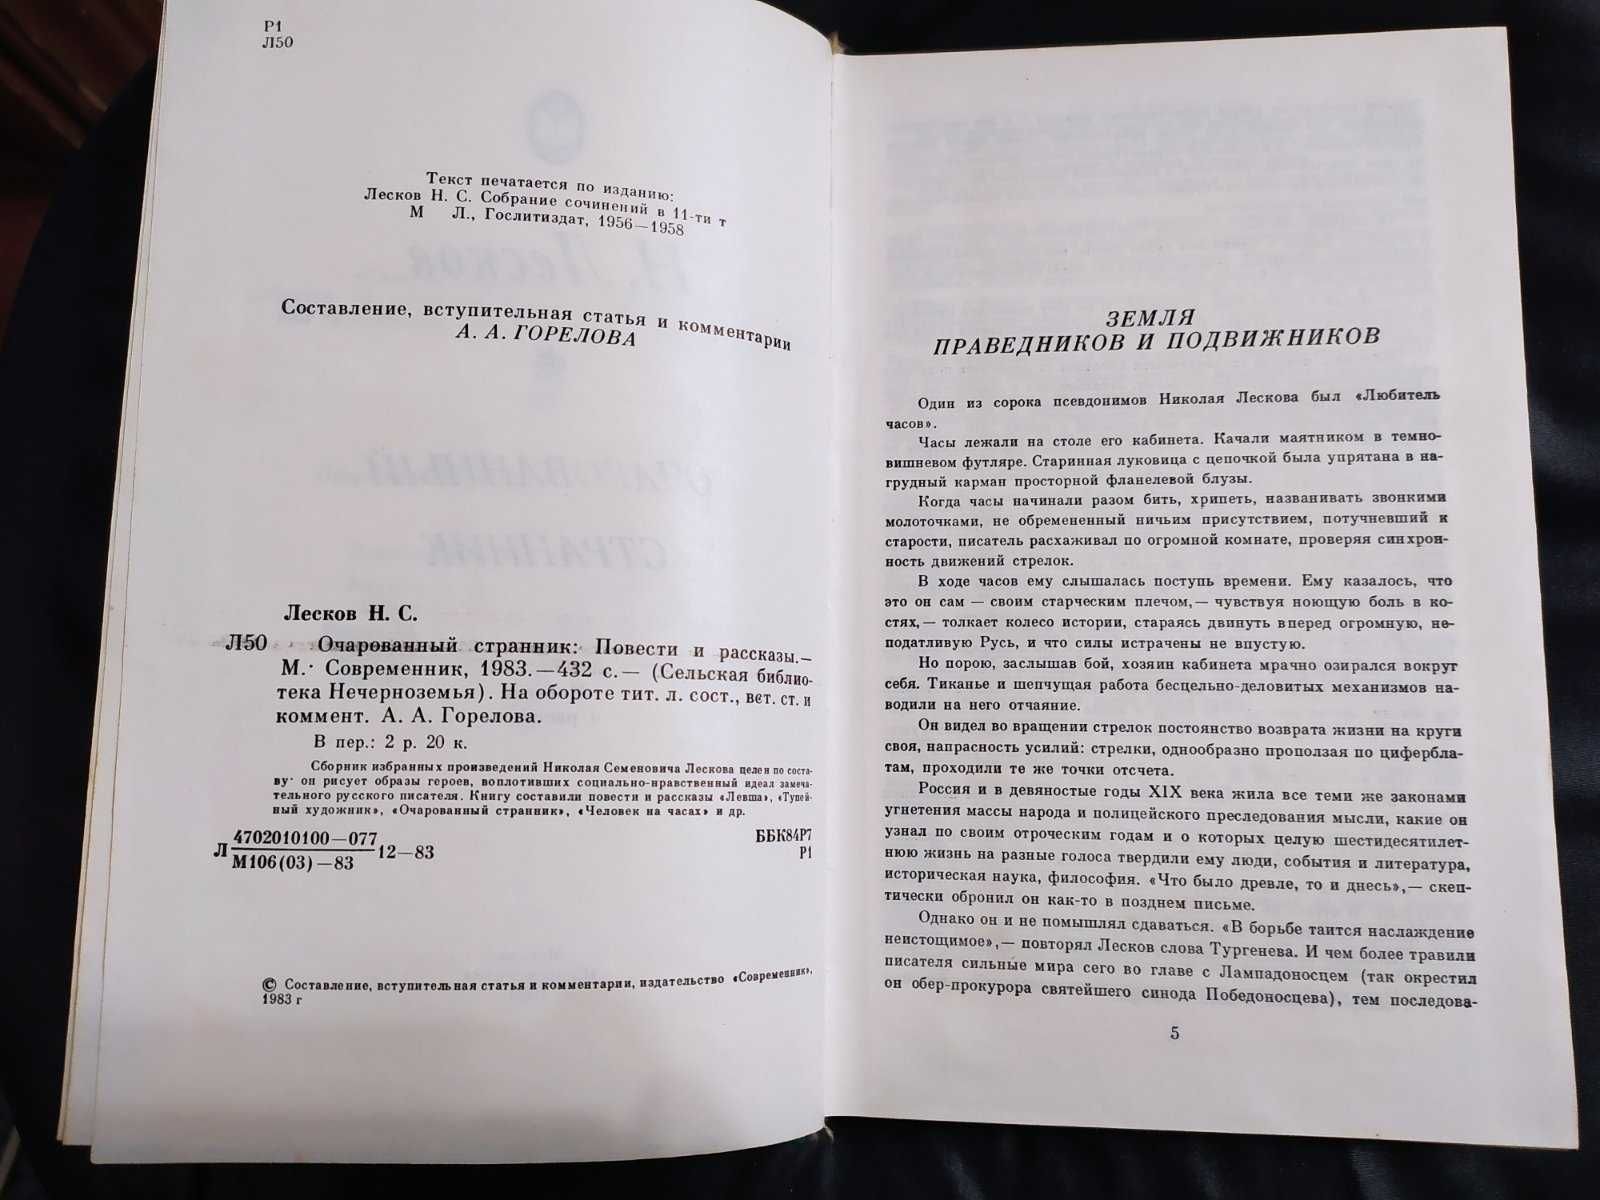 Р1
Л50
Текст печатается по изданию:
Лесков Н. С. Собрание сочинений в 11-ти т
М Л., Гослитиздат, 1956—1958
Составление, вступительная статья и комментарии
А. А. ГОРЕЛОВА
Лесков Н. С.
Л50 Очарованный странник: Повести и рассказы.—
М.· Современник, 1983.—432 с.— (Сельская библио-
тека Нечерноземья). На обороте тит. л. сост., вст. ст. и
коммент. А. А. Горелова.
В пер.: 2 р. 20 к.
Сборник избранных произведений Николая Семеновича Лескова целен по соста-
ву· он рисует образы героев, воплотивших социально-нравственный идеал замеча-
тельного русского писателя. Книгу составили повести и рассказы «Левша», «Тупей-
ный художник», «Очарованный странник», «Человек на часах» и др.
Л 4702010100—077 12—83
М106(03)—83
ББК84Р7
Р1
© Составление, вступительная статья и комментарии, издательство «Современник»,
1983 г
ЗЕМЛЯ
ПРАВЕДНИКОВ И ПОДВИЖНИКОВ
Один из сорока псевдонимов Николая Лескова был «Любитель
часов».
Часы лежали на столе его кабинета. Качали маятником в темно-
вишневом футляре. Старинная луковица с цепочкой была упрятана в на-
грудный карман просторной фланелевой блузы.
Когда часы начинали разом бить, хрипеть, названивать звонкими
молоточками, не обремененный ничьим присутствием, потучневший к
старости, писатель расхаживал по огромной комнате, проверяя синхрон-
ность движений стрелок.
В ходе часов ему слышалась поступь времени. Ему казалось, что
это он сам — своим старческим плечом,— чувствуя ноющую боль в ко-
стях,— толкает колесо истории, стараясь двинуть вперед огромную, не-
податливую Русь, и что силы истрачены не впустую.
Но порою, заслышав бой, хозяин кабинета мрачно озирался вокруг
себя. Тиканье и шепчущая работа бесцельно-деловитых механизмов на-
водили на него отчаяние.
Он видел во вращении стрелок постоянство возврата жизни на круги
своя, напрасность усилий: стрелки, однообразно проползая по цифербла-
там, проходили те же точки отсчета.
Россия и в девяностые годы XIX века жила все теми же законами
угнетения массы народа и полицейского преследования мысли, какие он
узнал по своим отроческим годам и о которых целую шестидесятилет-
нюю жизнь на разные голоса твердили ему люди, события и литература,
историческая наука, философия. «Что было древле, то и днесь»,— скеп-
тически обронил он как-то в позднем письме.
Однако он и не помышлял сдаваться. «В борьбе таится наслаждение
неистощимое»,— повторял Лесков слова Тургенева. И чем более травили
писателя сильные мира сего во главе с Лампадоносцем (так окрестил
он обер-прокурора святейшего синода Победоносцева), тем последова-
5